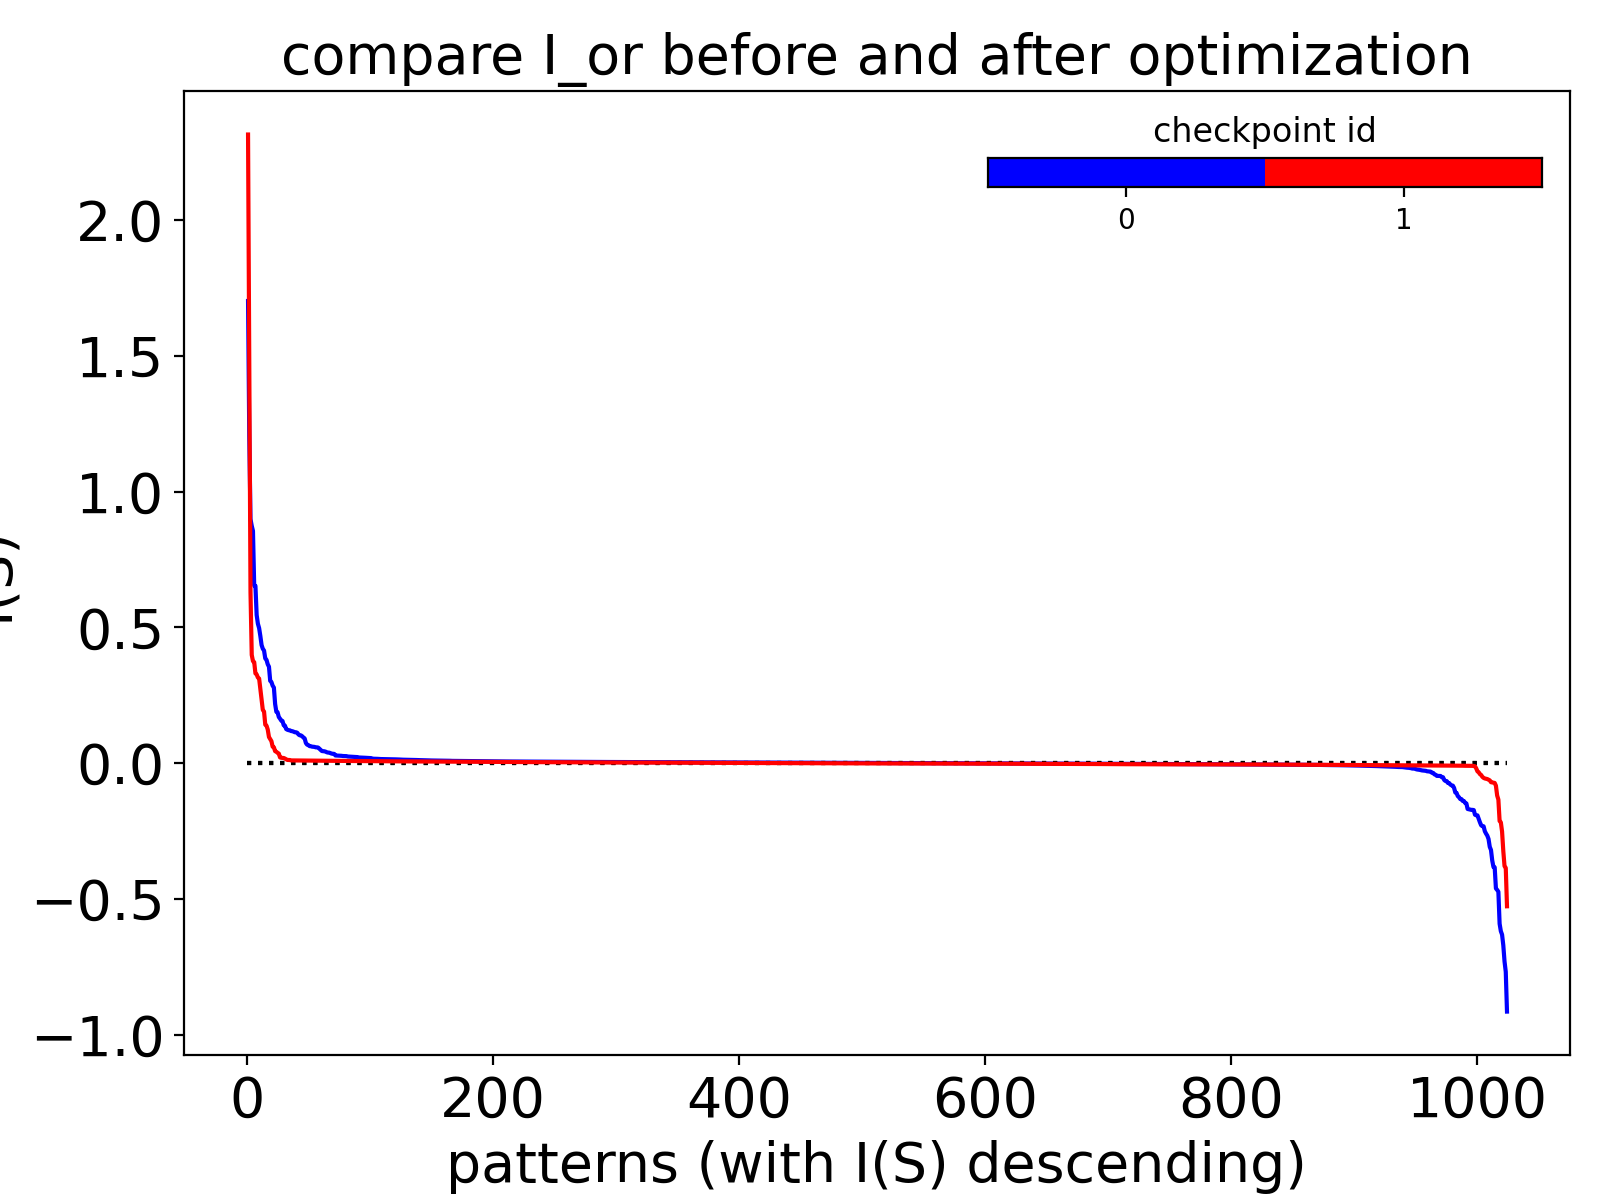 compare I_or before and after optimization
checkpoint id
0 1
2.0
1.5
1.0
0.5
0.0
−0.5
−1.0
0 200 400 600 800 1000
patterns (with I(S) descending)